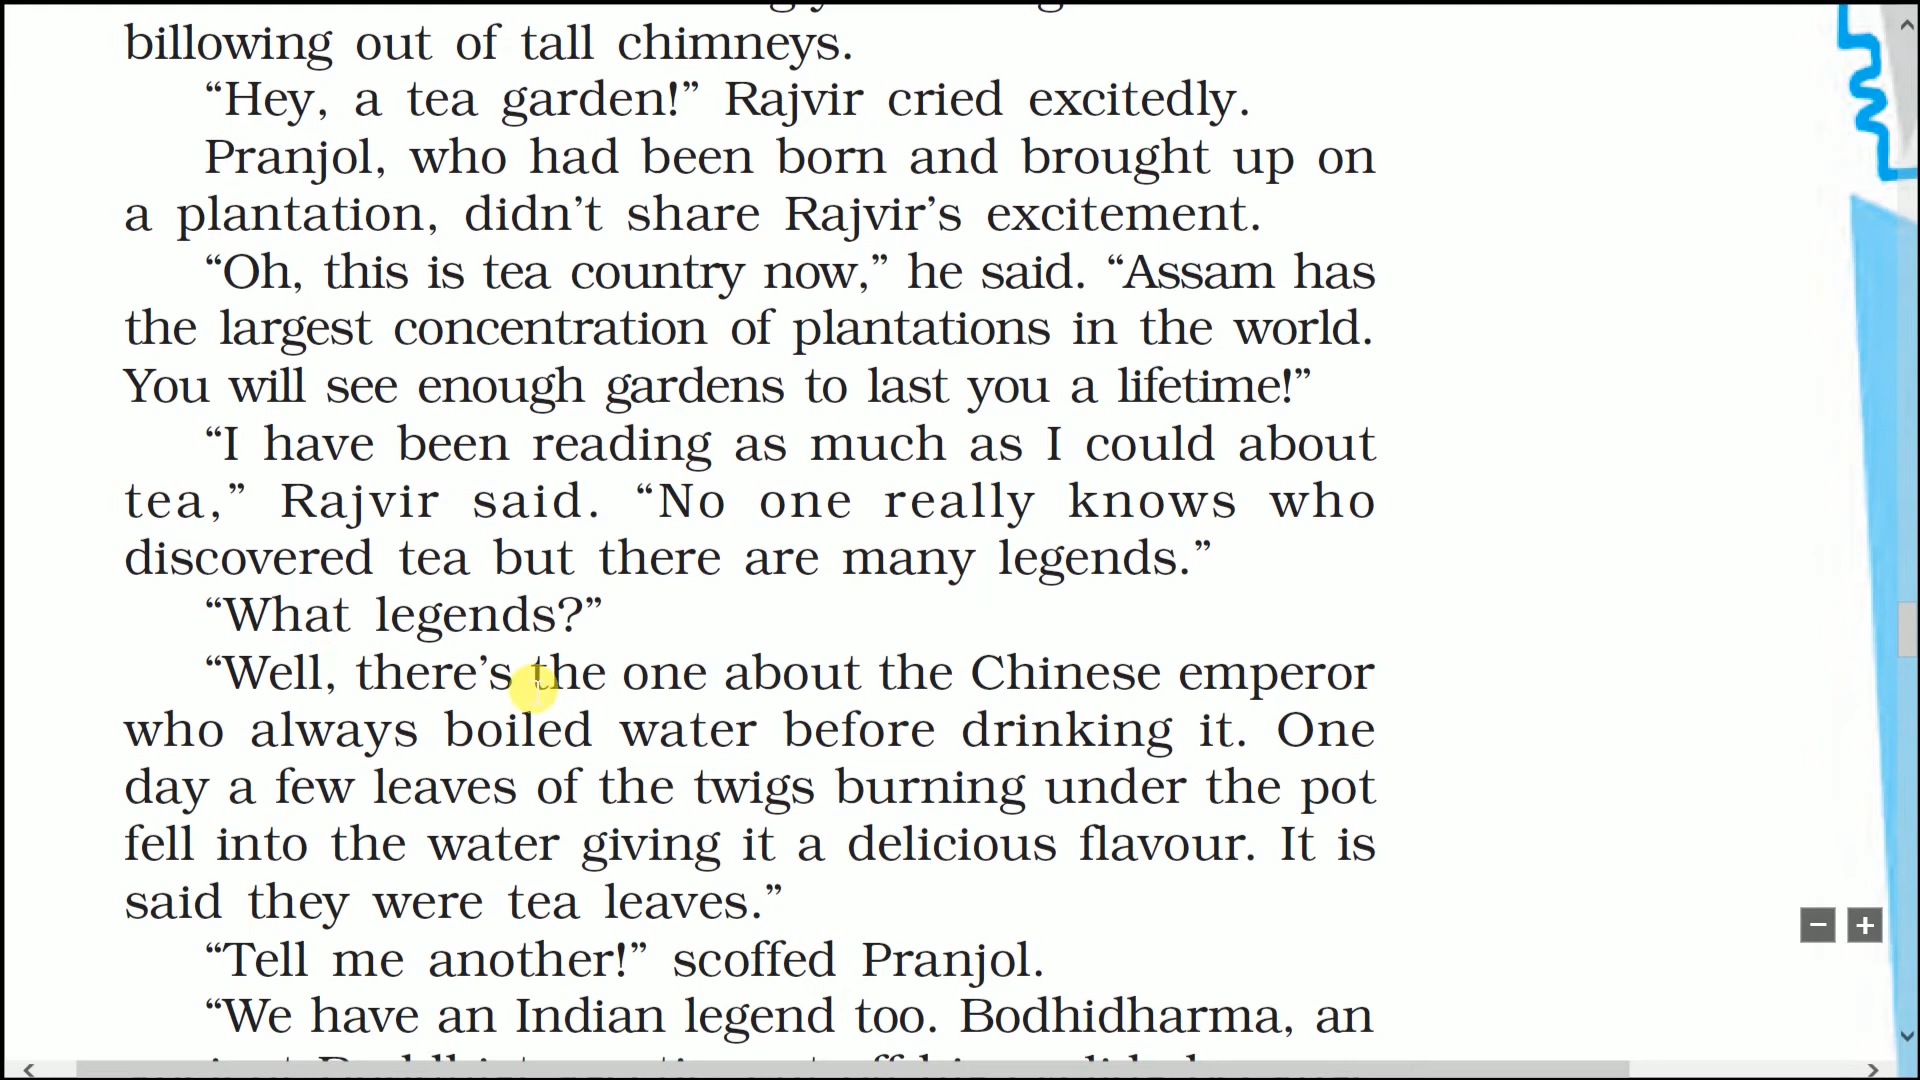 billowing out of tall chimneys.
“Hey, a tea garden!” Rajvir cried excitedly.
Pranjol, who had been born and brought up on
a plantation, didn’t share Rajvir’s excitement.
“Oh, this is tea country now,” he said. “Assam has
the largest concentration of plantations in the world.
You will see enough gardens to last you a lifetime!”
“I have been reading as much as I could about
tea,” Rajvir said. “No one really knows who
discovered tea but there are many legends.”
“What legends?”
“Well, there’s the one about the Chinese emperor
who always boiled water before drinking it. One
day a few leaves of the twigs burning under the pot
fell into the water giving it a delicious flavour. It is
said they were tea leaves.”
“Tell me another!” scoffed Pranjol.
“We have an Indian legend too. Bodhidharma, an